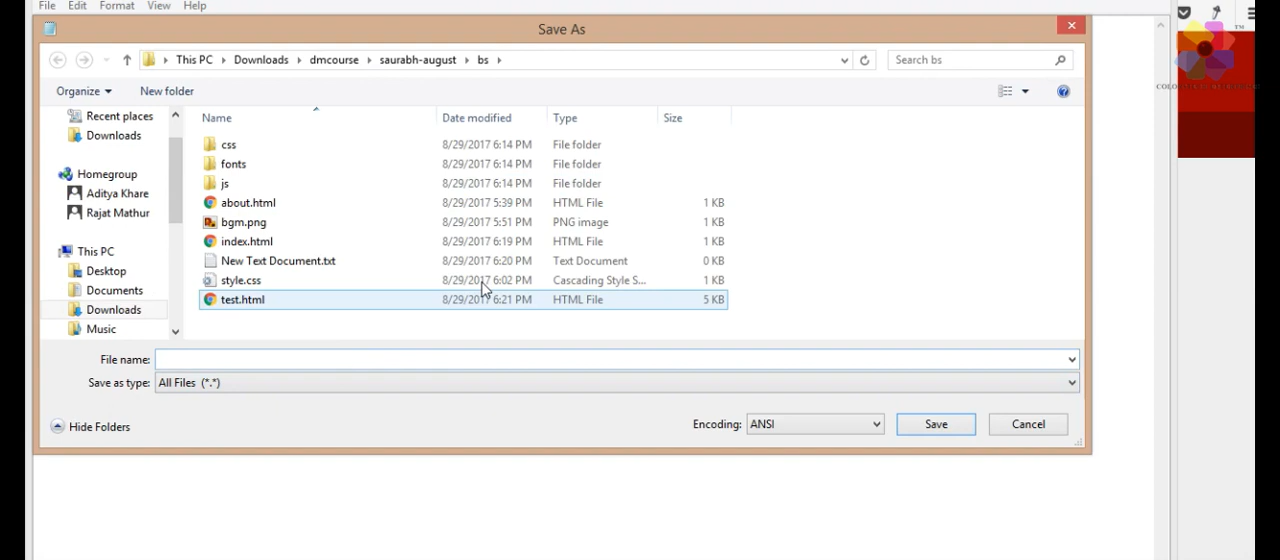 File Edit Format View Help
Save As
This PC Downloads dmcourse saurabh-august bs
Search bs
Organize New folder
Name Date modified Type Size
Recent places
Downloads
Homegroup
Aditya Khare
Rajat Mathur
This PC
Desktop
Documents
Downloads
Music
css 8/29/2017 6:14 PM File folder
fonts 8/29/2017 6:14 PM File folder
js 8/29/2017 6:14 PM File folder
about.html 8/29/2017 5:39 PM HTML File 1 KB
bgm.png 8/29/2017 5:51 PM PNG image 1 KB
index.html 8/29/2017 6:19 PM HTML File 1 KB
New Text Document.txt 8/29/2017 6:20 PM Text Document 0 KB
style.css 8/29/2017 6:02 PM Cascading Style S... 1 KB
test.html 8/29/2017 6:21 PM HTML File 5 KB
File name:
Save as type: All Files (*.*)
Hide Folders
Encoding: ANSI Save Cancel